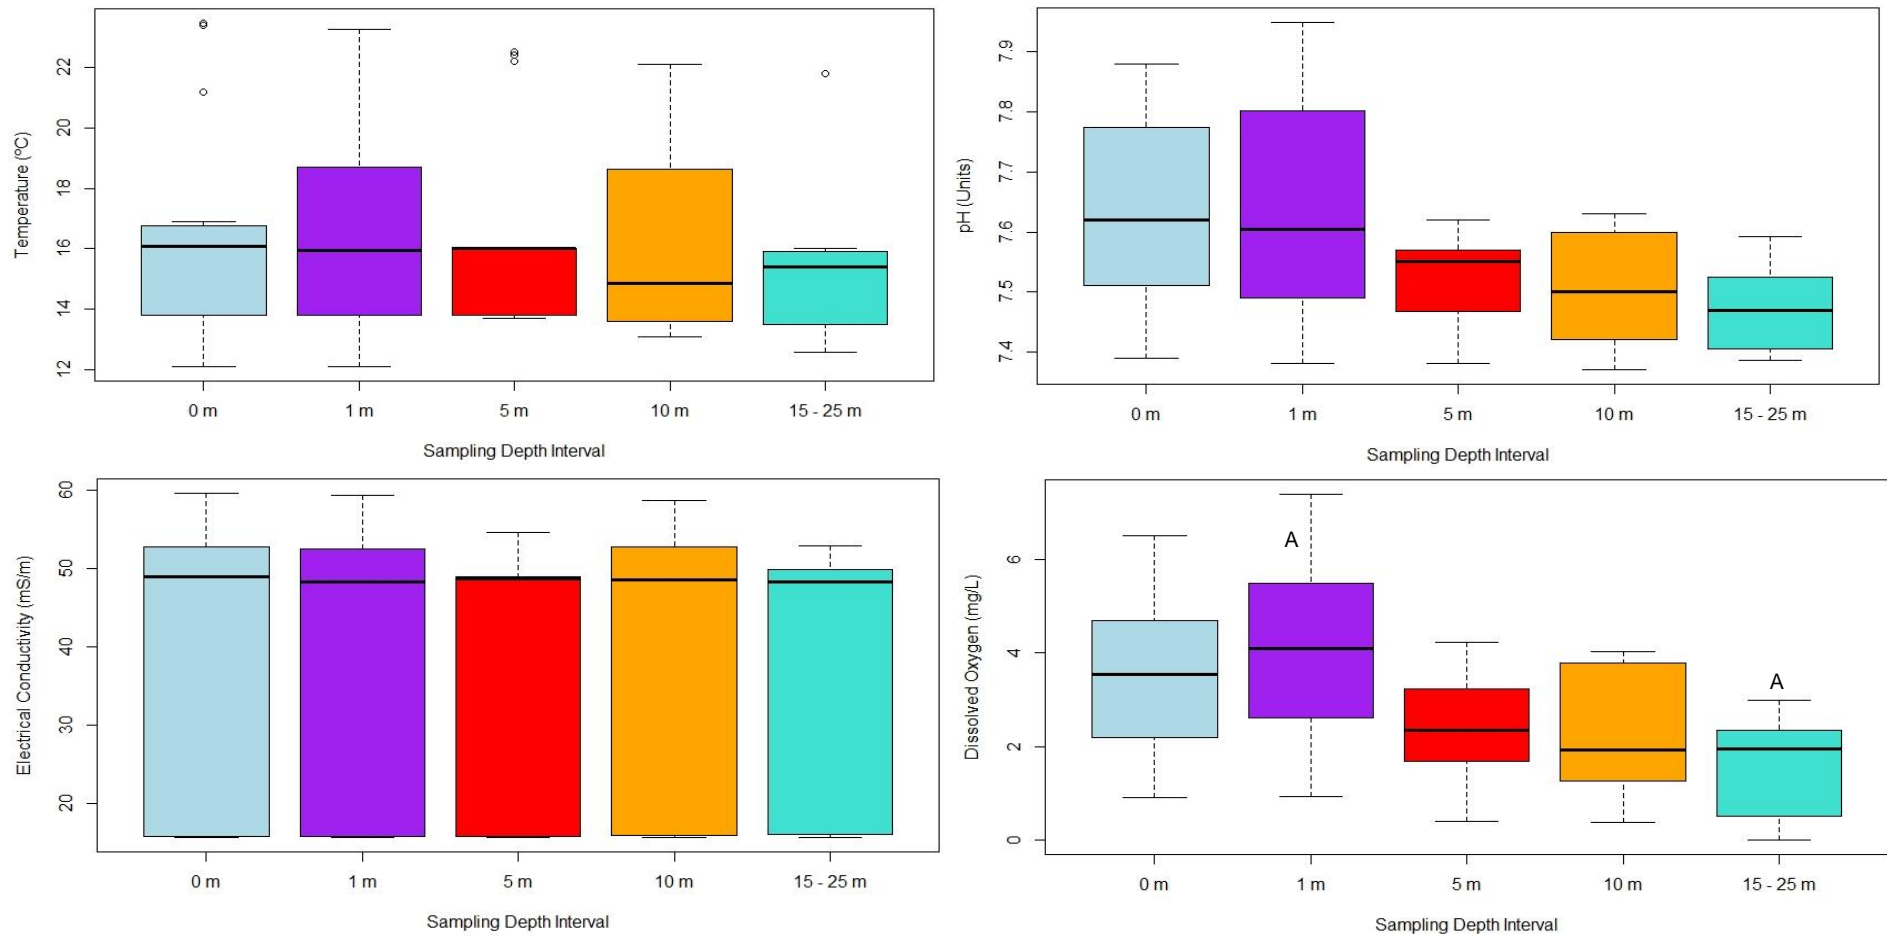 Temperature (ºC)
22
20
18
16
14
12
0 m
1 m
5 m
10 m
15 - 25 m
Sampling Depth Interval
pH (Units)
7.9
7.8
7.7
7.6
7.5
7.4
0 m
1 m
5 m
10 m
15 - 25 m
Sampling Depth Interval
Electrical Conductivity (mS/m)
60
50
40
30
20
0 m
1 m
5 m
10 m
15 - 25 m
Sampling Depth Interval
Dissolved Oxygen (mg/L)
6
4
2
0
A
A
0 m
1 m
5 m
10 m
15 - 25 m
Sampling Depth Interval